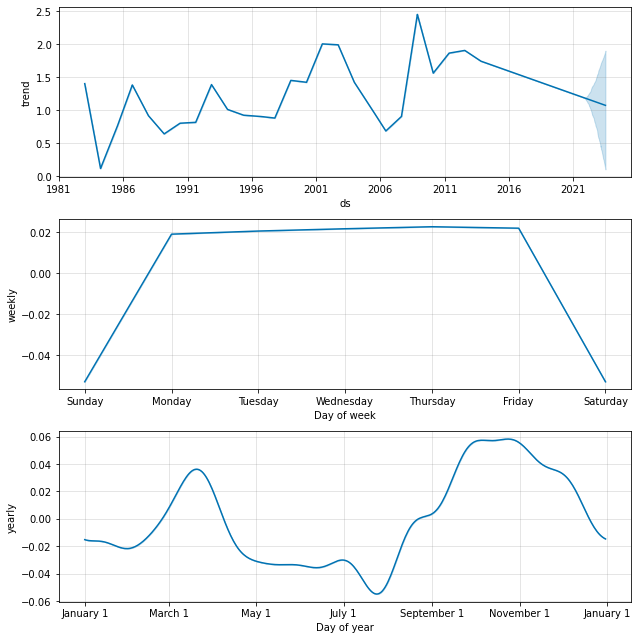 2.5
2.0
1.5
1.0
0.5
0.0
trend
1981 1986 1991 1996 2001 2006 2011 2016 2021
ds
0.02
0.00
−0.02
−0.04
weekly
Sunday Monday Tuesday Wednesday Thursday Friday Saturday
Day of week
0.06
0.04
0.02
0.00
−0.02
−0.04
−0.06
yearly
January 1 March 1 May 1 July 1 September 1 November 1 January 1
Day of year